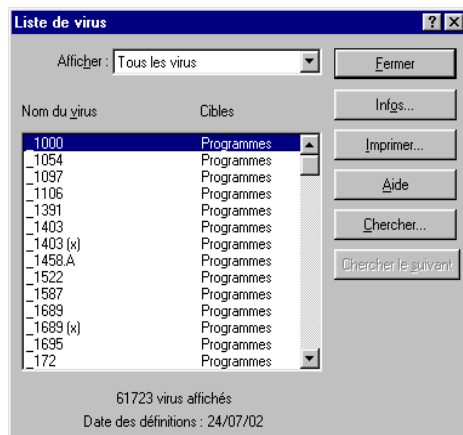 Liste de virus
Afficher : Tous les virus
Fermer
Infos...
Imprimer...
Aide
Chercher...
Chercher le suivant
Nom du virus Cibles
_1000 Programmes
_1054 Programmes
_1097 Programmes
_1106 Programmes
_1391 Programmes
_1403 Programmes
_1403 (x) Programmes
_1458.A Programmes
_1522 Programmes
_1587 Programmes
_1689 Programmes
_1689 (x) Programmes
_1695 Programmes
_172 Programmes
61723 virus affichés
Date des définitions : 24/07/02